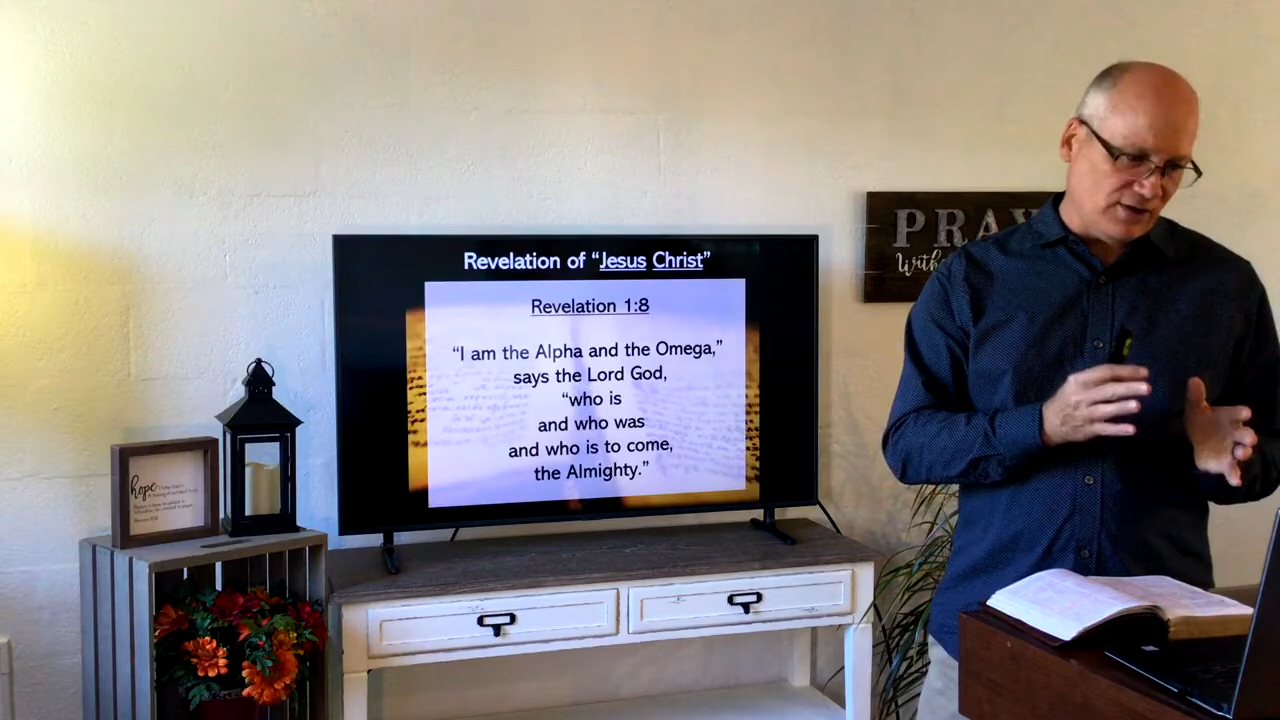 Revelation of “Jesus Christ”
Revelation 1:8
“I am the Alpha and the Omega,”
says the Lord God,
“who is
and who was
and who is to come,
the Almighty.”
PRAY
With
hope